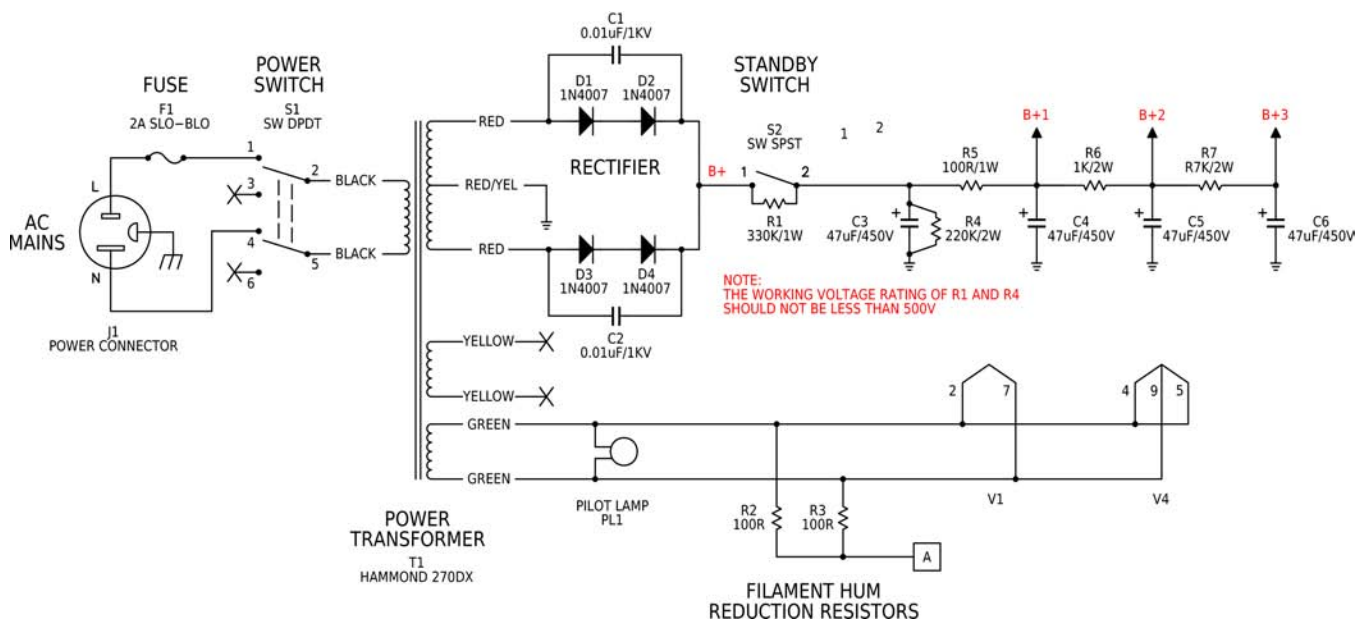 FUSE
F1
2A SLO-BLO
POWER
SWITCH
S1
SW DPDT
L
N
AC
MAINS
J1
POWER CONNECTOR
1
2
3
4
5
6
BLACK
BLACK
POWER
TRANSFORMER
T1
HAMMOND 270DX
RED
RED/YEL
RED
YELLOW
YELLOW
GREEN
GREEN
C1
0.01uF/1KV
D1
1N4007
D2
1N4007
RECTIFIER
D3
1N4007
D4
1N4007
C2
0.01uF/1KV
B+
STANDBY
SWITCH
S2
SW SPST
1
2
1
2
R1
330K/1W
C3
47uF/450V
+
R4
220K/2W
R5
100R/1W
B+1
C4
47uF/450V
+
R6
1K/2W
B+2
C5
47uF/450V
+
R7
R7K/2W
B+3
C6
47uF/450V
+
NOTE:
THE WORKING VOLTAGE RATING OF R1 AND R4
SHOULD NOT BE LESS THAN 500V
PILOT LAMP
PL1
R2
100R
R3
100R
A
FILAMENT HUM
REDUCTION RESISTORS
2
7
V1
4
9
5
V4